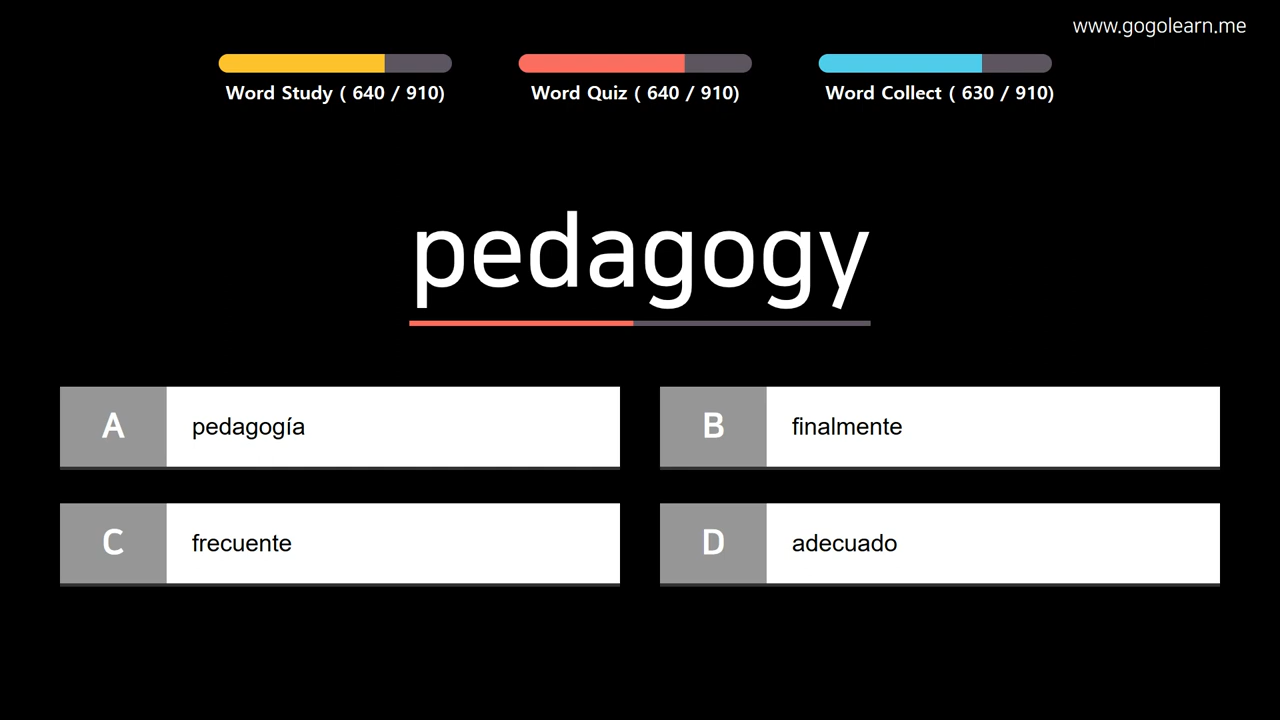 www.gogolearn.me
Word Study ( 640 / 910)
Word Quiz ( 640 / 910)
Word Collect ( 630 / 910)
pedagogy
A pedagogía
B finalmente
C frecuente
D adecuado